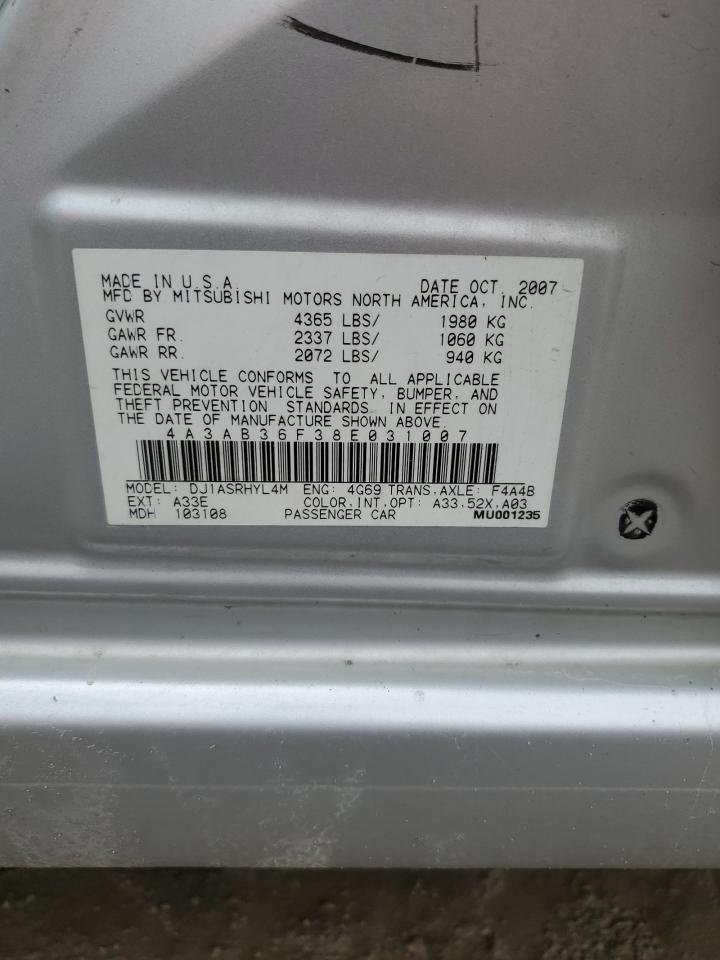 MADE IN U.S.A. DATE OCT. 2007
MFD BY MITSUBISHI MOTORS NORTH AMERICA, INC.
GVWR 4365 LBS/ 1980 KG
GAWR FR. 2337 LBS/ 1060 KG
GAWR RR. 2072 LBS/ 940 KG
THIS VEHICLE CONFORMS TO ALL APPLICABLE
FEDERAL MOTOR VEHICLE SAFETY, BUMPER, AND
THEFT PREVENTION STANDARDS IN EFFECT ON
THE DATE OF MANUFACTURE SHOWN ABOVE.
4A3AB36F38E031007
MODEL: DJ1ASRHYL4M ENG: 4G69 TRANS.AXLE: F4A4B
EXT: A33E COLOR,INT,OPT: A33,52X,A03
MDH 103108 PASSENGER CAR MU001235